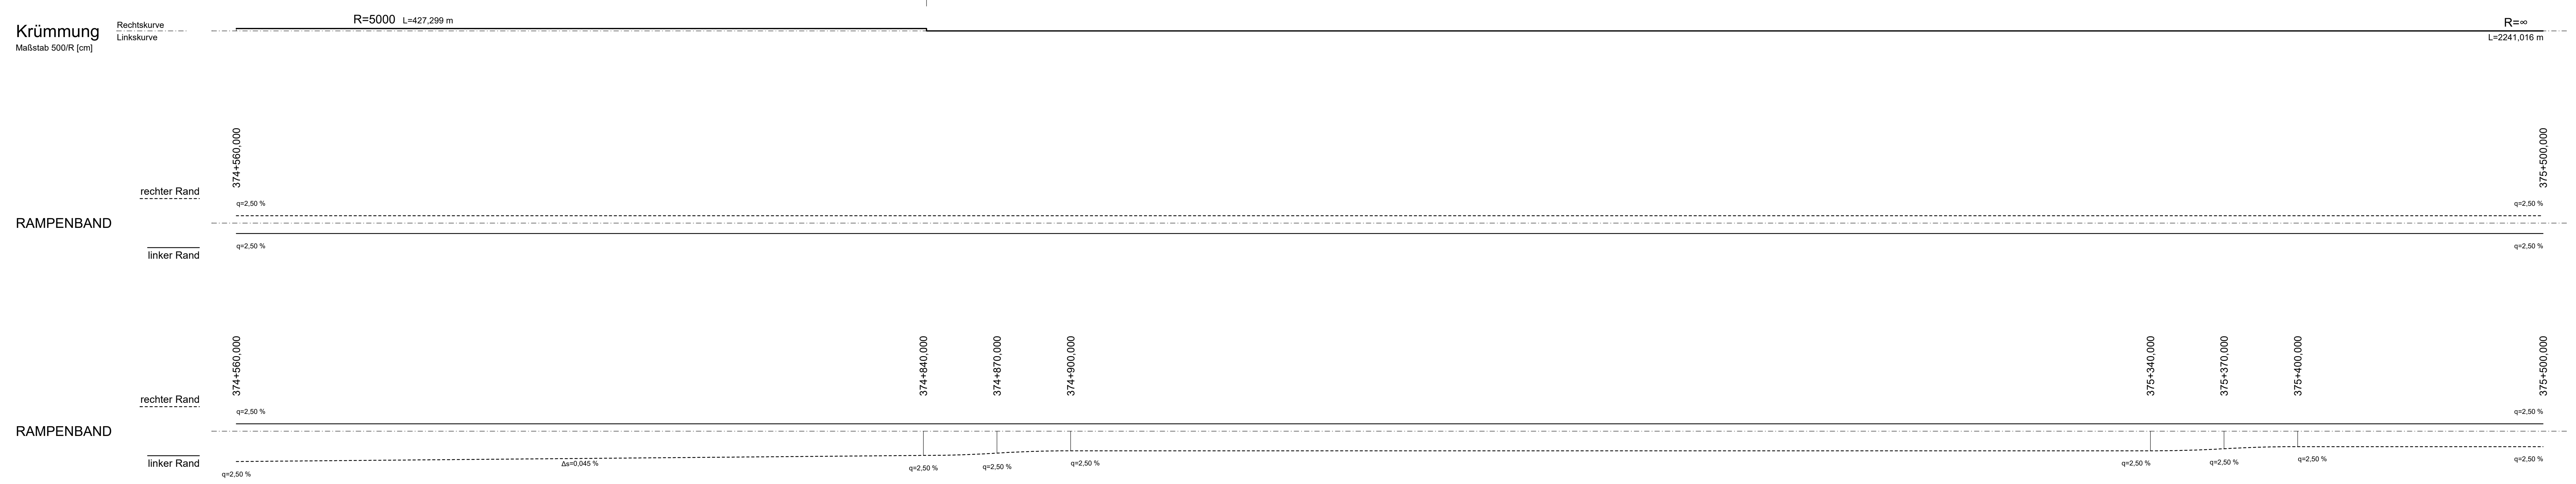 R=5000 L=427,299 m
R=∞
Krümmung
Rechtskurve
Linkskurve
L=2241,016 m
Maßstab 500/R [cm]
374+560,000
375+500,000
rechter Rand
q=2,50 %
q=2,50 %
RAMPENBAND
q=2,50 %
q=2,50 %
linker Rand
374+560,000
374+840,000
374+870,000
374+900,000
375+340,000
375+370,000
375+400,000
375+500,000
rechter Rand
q=2,50 %
q=2,50 %
RAMPENBAND
linker Rand
q=2,50 %
Δs=0,045 %
q=2,50 %
q=2,50 %
q=2,50 %
q=2,50 %
q=2,50 %
q=2,50 %
q=2,50 %